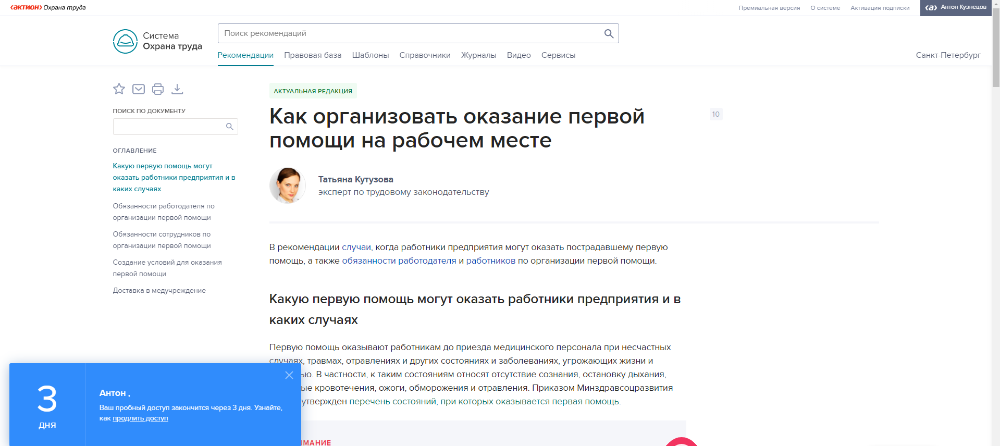 ‹актион› Охрана труда
Премиальная версия
О системе
Активация подписки
‹а› Антон Кузнецов
Система
Охрана труда
Поиск рекомендаций
Рекомендации Правовая база Шаблоны Справочники Журналы Видео Сервисы
Санкт-Петербург
ПОИСК ПО ДОКУМЕНТУ
ОГЛАВЛЕНИЕ
Какую первую помощь могут
оказать работники предприятия и в
каких случаях
Обязанности работодателя по
организации первой помощи
Обязанности сотрудников по
организации первой помощи
Создание условий для оказания
первой помощи
Доставка в медучреждение
АКТУАЛЬНАЯ РЕДАКЦИЯ
Как организовать оказание первой
помощи на рабочем месте
10
Татьяна Кутузова
эксперт по трудовому законодательству
В рекомендации случаи, когда работники предприятия могут оказать пострадавшему первую
помощь, а также обязанности работодателя и работников по организации первой помощи.
Какую первую помощь могут оказать работники предприятия и в
каких случаях
Первую помощь оказывают работникам до приезда медицинского персонала при несчастных
случаях, травмах, отравлениях и других состояниях и заболеваниях, угрожающих жизни и
В частности, к таким состояниям относят отсутствие сознания, остановку дыхания,
кровотечения, ожоги, обморожения и отравления. Приказом Минздравсоцразвития
утвержден перечень состояний, при которых оказывается первая помощь.
3
дня
Антон ,
Ваш пробный доступ закончится через 3 дня. Узнайте,
как продлить доступ